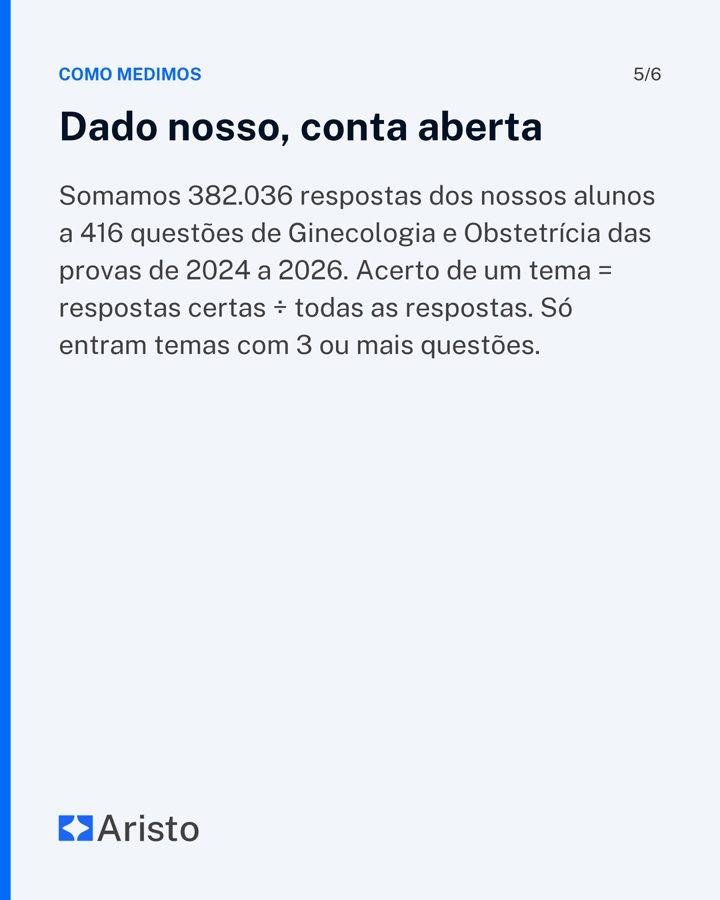 COMO MEDIMOS
5/6
Dado nosso, conta aberta
Somamos 382.036 respostas dos nossos alunos
a 416 questões de Ginecologia e Obstetrícia das
provas de 2024 a 2026. Acerto de um tema =
respostas certas ÷ todas as respostas. Só
entram temas com 3 ou mais questões.
Aristo